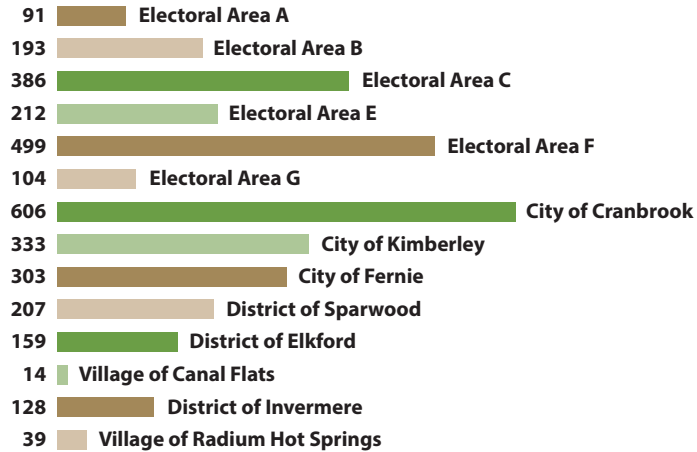 91 Electoral Area A
193 Electoral Area B
386 Electoral Area C
212 Electoral Area E
499 Electoral Area F
104 Electoral Area G
606 City of Cranbrook
333 City of Kimberley
303 City of Fernie
207 District of Sparwood
159 District of Elkford
14 Village of Canal Flats
128 District of Invermere
39 Village of Radium Hot Springs